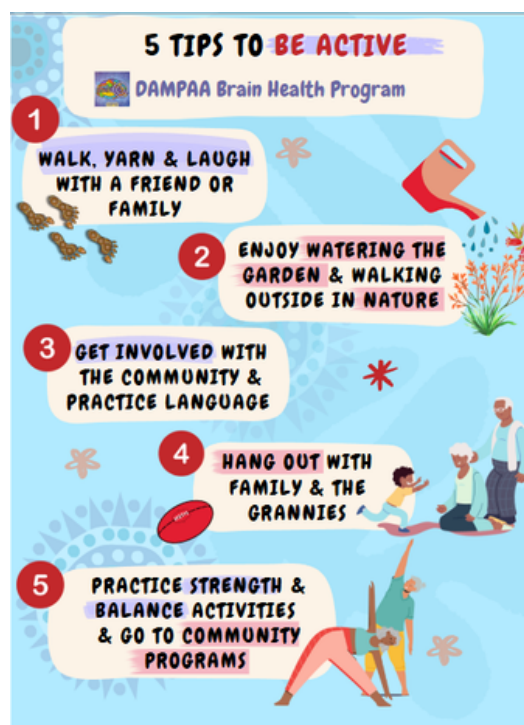 5 TIPS TO BE ACTIVE
DAMPAA Brain Health Program
1
WALK, YARN & LAUGH
WITH A FRIEND OR
FAMILY
2
ENJOY WATERING THE
GARDEN & WALKING
OUTSIDE IN NATURE
3
GET INVOLVED WITH
THE COMMUNITY &
PRACTICE LANGUAGE
4
HANG OUT WITH
FAMILY & THE
GRANNIES
5
PRACTICE STRENGTH &
BALANCE ACTIVITIES
& GO TO COMMUNITY
PROGRAMS